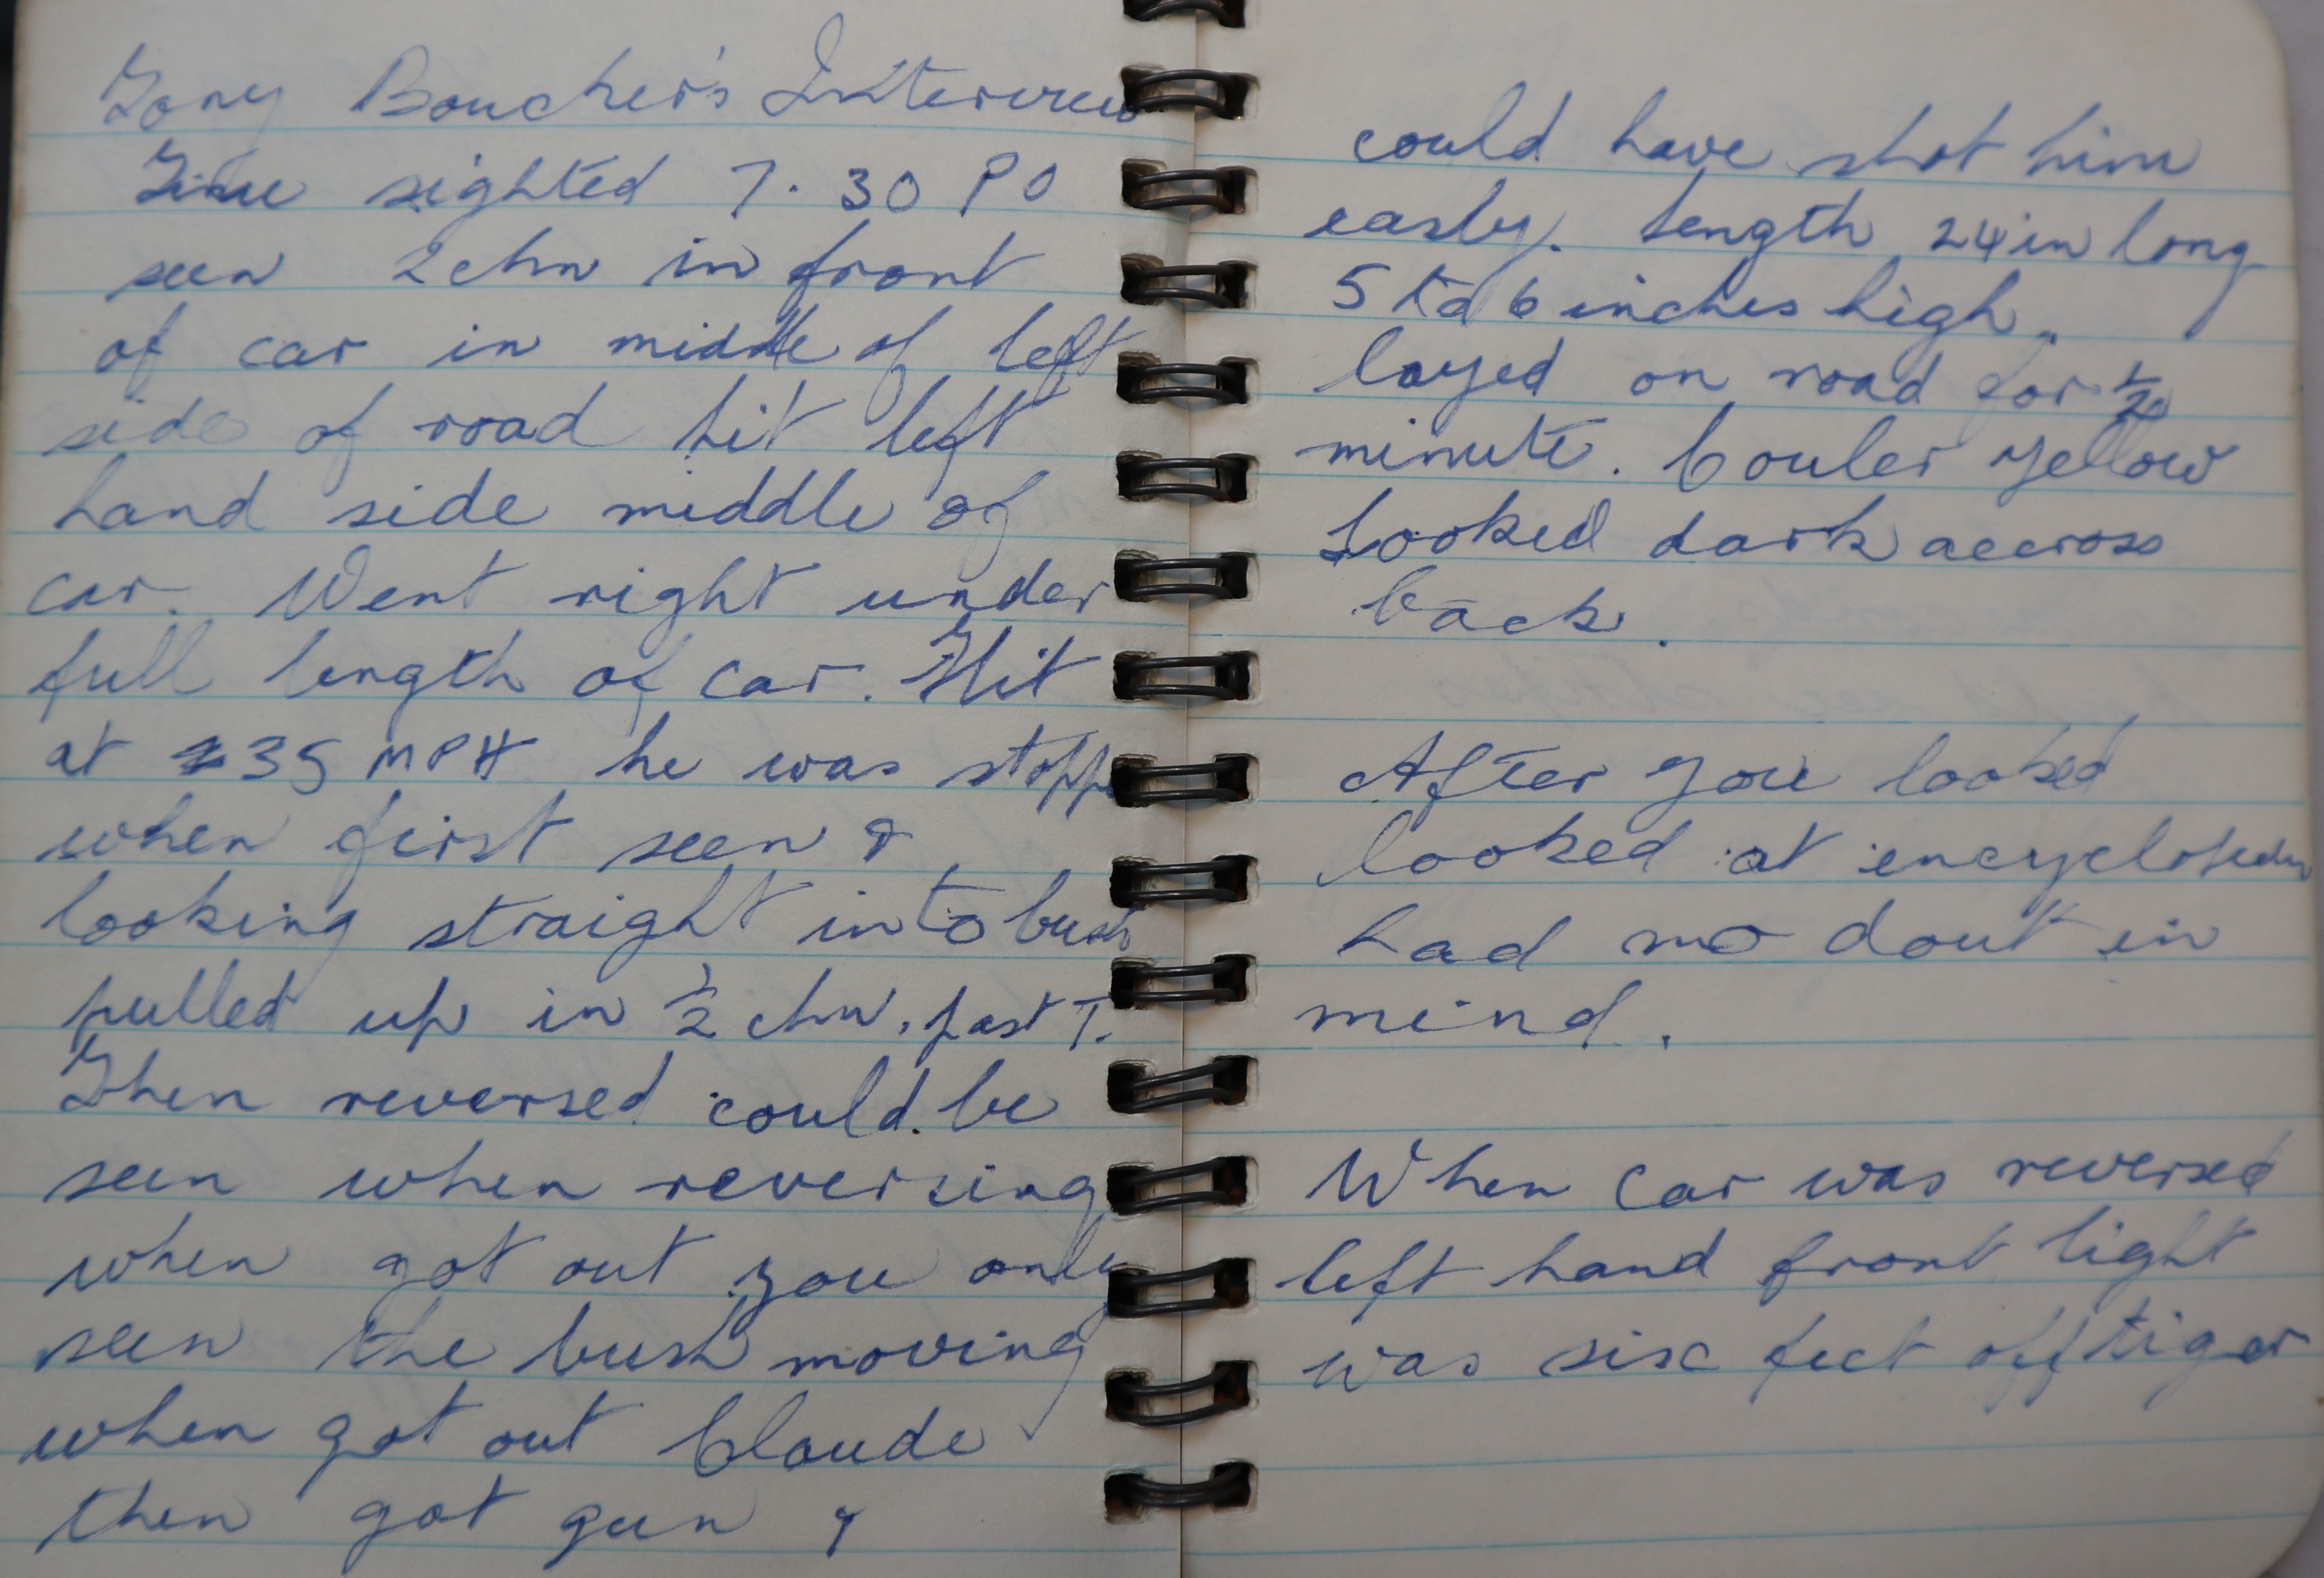 Tony Boucher's Interview
Time sighted 7.30 PO
seen 2 chn in front
of car in middle of left
side of road hit left
hand side middle of
car. Went right under
full length of car. Hit
at 35 MPH he was stopp
when first seen &
looking straight into bush
pulled up in ½ chn. past T.
Then reversed could be
seen when reversing
when got out you only
seen the bush moving
when got out Claude
then got gun &
could have shot him
easly. Length 24 in long
5 to 6 inches high.
layed on road for ½
minute. Couler yellow
Looked dark accross
back.
After you looked
looked at encyclopedia
had no dout in
mind.
When car was reversed
left hand front light
was six feet off tiger